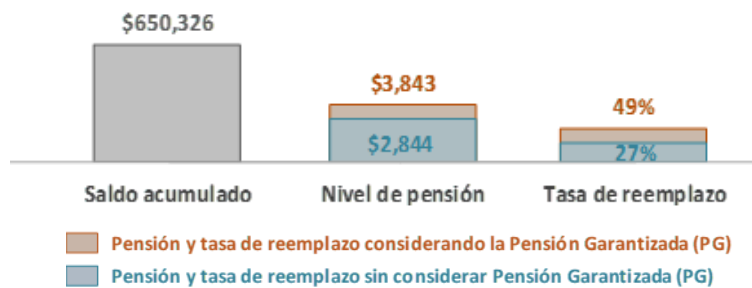 $650,326
$3,843
49%
$2,844
27%
Saldo acumulado
Nivel de pensión
Tasa de reemplazo
Pensión y tasa de reemplazo considerando la Pensión Garantizada (PG)
Pensión y tasa de reemplazo sin considerar Pensión Garantizada (PG)